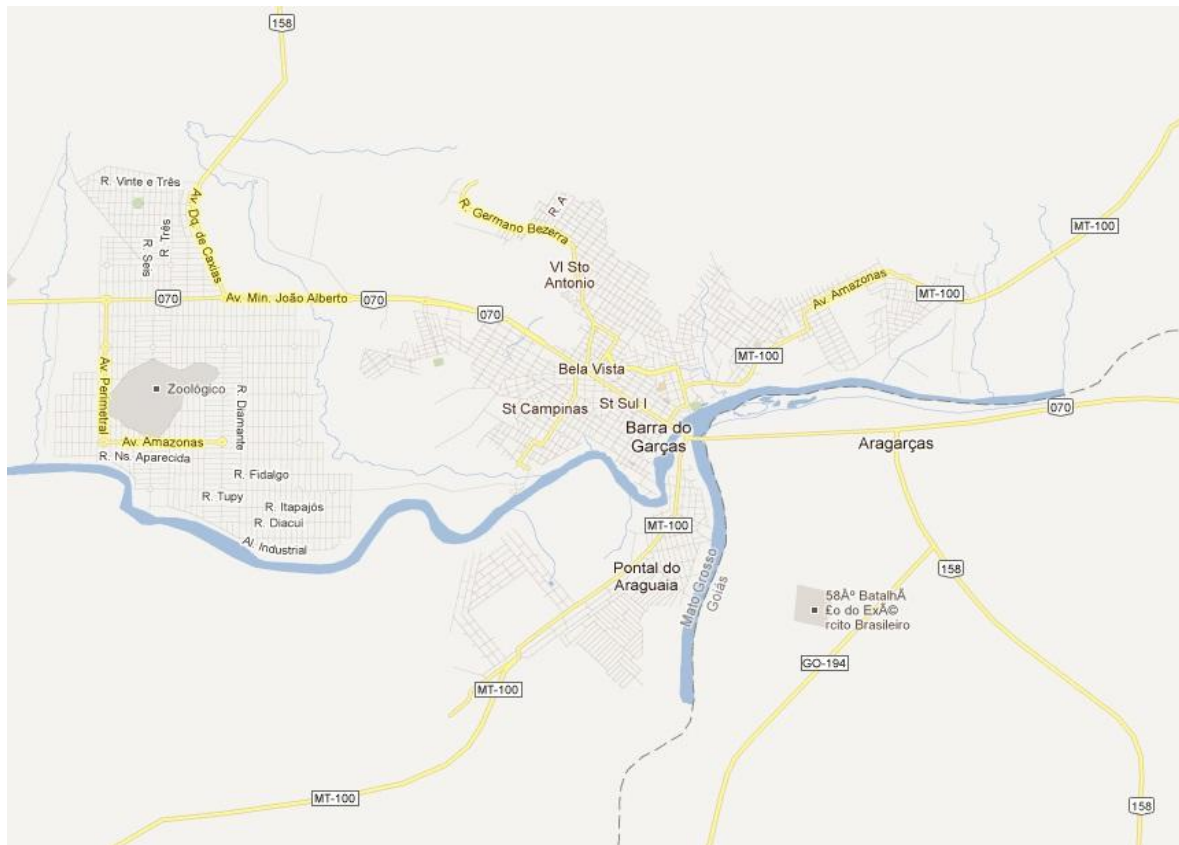 158
R. Vinte e Três
Av. Dq. de Caxias
R. Três
R. Seis
R. Germano Bezerra
R. A
MT-100
VI Sto
Antonio
070
Av. Min. João Alberto
070
070
Av. Amazonas
MT-100
MT-100
Bela Vista
Av. Perimetral
Zoológico
R. Diamante
St Campinas
St Sul I
070
Barra do
Garças
Aragarças
Av. Amazonas
R. Ns. Aparecida
R. Fidalgo
R. Tupy
R. Itapajós
R. Diacuí
Al. Industrial
MT-100
Pontal do
Araguaia
Mato Grosso
Goiás
158
58Âº BatalhÃ
£o do ExÃ©
rcito Brasileiro
GO-194
MT-100
MT-100
158